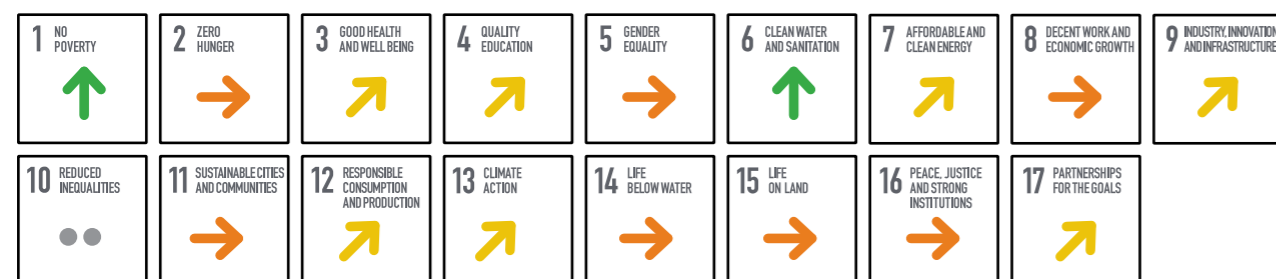 1 NO
POVERTY
2 ZERO
HUNGER
3 GOOD HEALTH
AND WELL BEING
4 QUALITY
EDUCATION
5 GENDER
EQUALITY
6 CLEAN WATER
AND SANITATION
7 AFFORDABLE AND
CLEAN ENERGY
8 DECENT WORK AND
ECONOMIC GROWTH
9 INDUSTRY, INNOVATION
AND INFRASTRUCTURE
10 REDUCED
INEQUALITIES
11 SUSTAINABLE CITIES
AND COMMUNITIES
12 RESPONSIBLE
CONSUMPTION
AND PRODUCTION
13 CLIMATE
ACTION
14 LIFE
BELOW WATER
15 LIFE
ON LAND
16 PEACE, JUSTICE
AND STRONG
INSTITUTIONS
17 PARTNERSHIPS
FOR THE GOALS